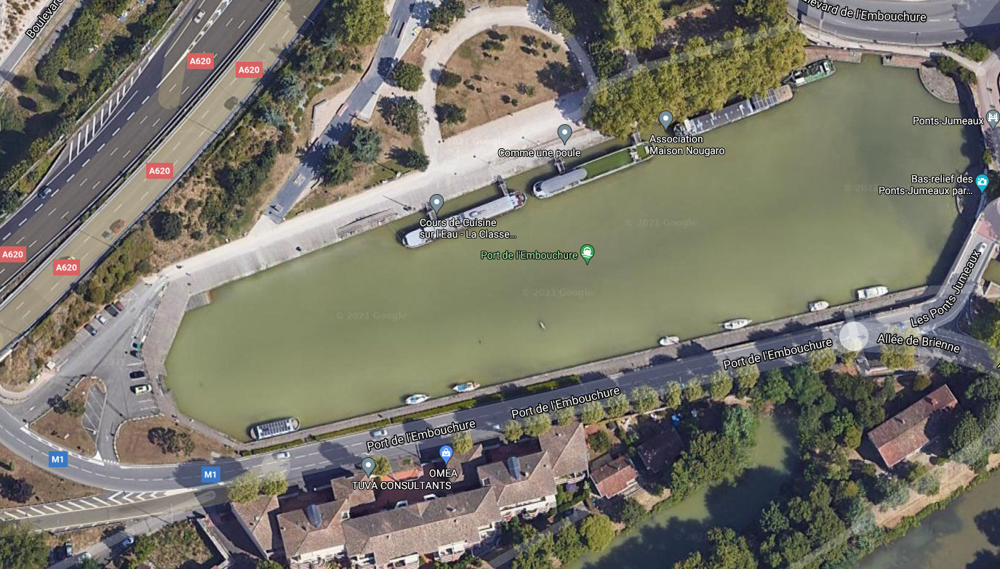 Boulevard
levard de l'Embouchure
A620
A620
Ponts-Jumeaux
Association
Maison Nougaro
Comme une poule
A620
Bas-relief des
Ponts-Jumeaux par...
© 2021 Google
Cours de Cuisine
sur l'Eau - La Classe...
© 2021 Google
A620
Port de l'Embouchure
A620
© 2021 Google
Les Ponts Jumeaux
© 2021 Google
Allée de Brienne
Port de l'Embouchure
Port de l'Embouchure
Port de l'Embouchure
M1
M1
OMEA
TUVA CONSULTANTS